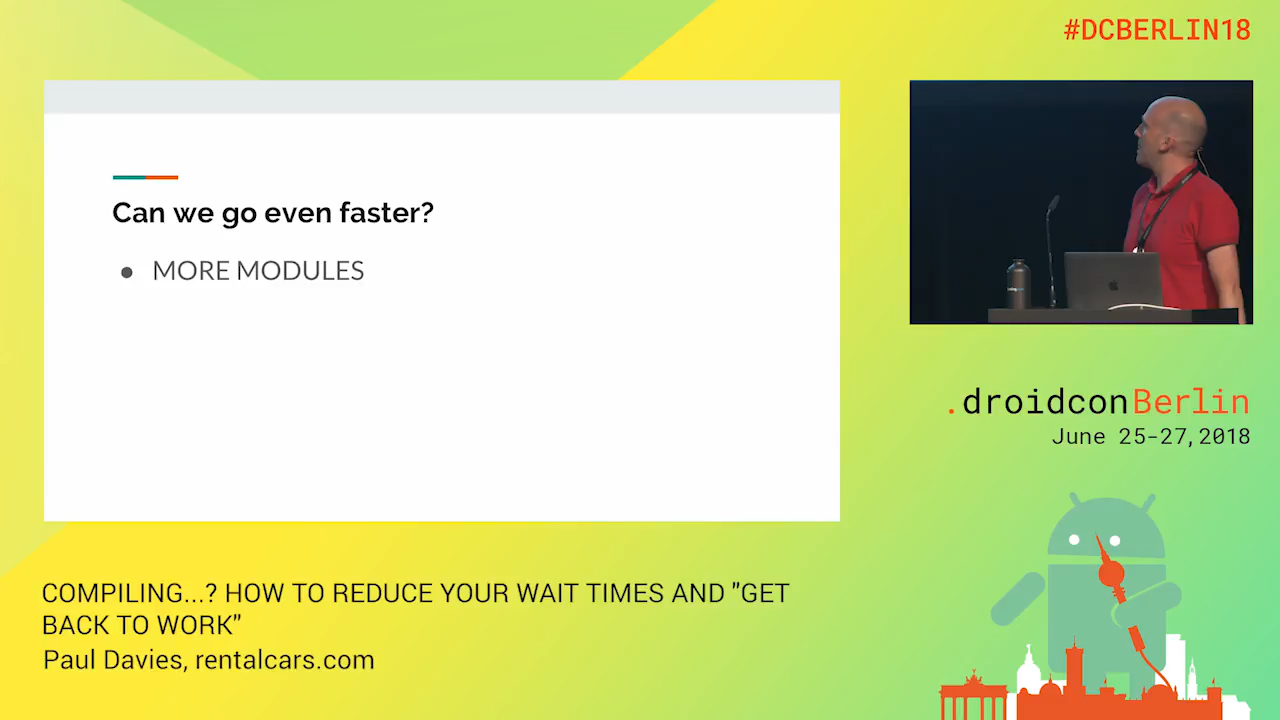 #DCBERLIN18
Can we go even faster?
● MORE MODULES
.droidconBerlin
June 25-27,2018
COMPILING...? HOW TO REDUCE YOUR WAIT TIMES AND "GET
BACK TO WORK"
Paul Davies, rentalcars.com